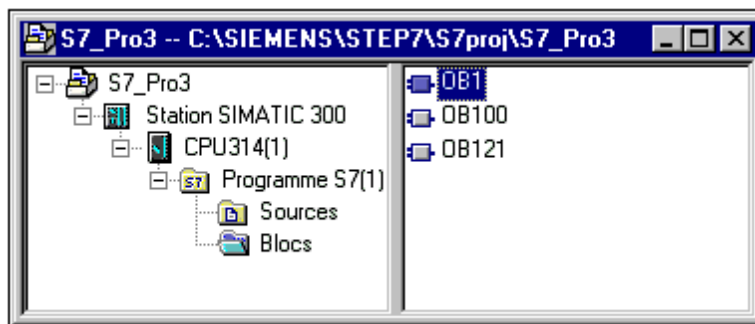 S7_Pro3 -- C:\SIEMENS\STEP7\S7proj\S7_Pro3
S7_Pro3
Station SIMATIC 300
CPU314(1)
S7 Programme S7(1)
Sources
Blocs
OB1
OB100
OB121